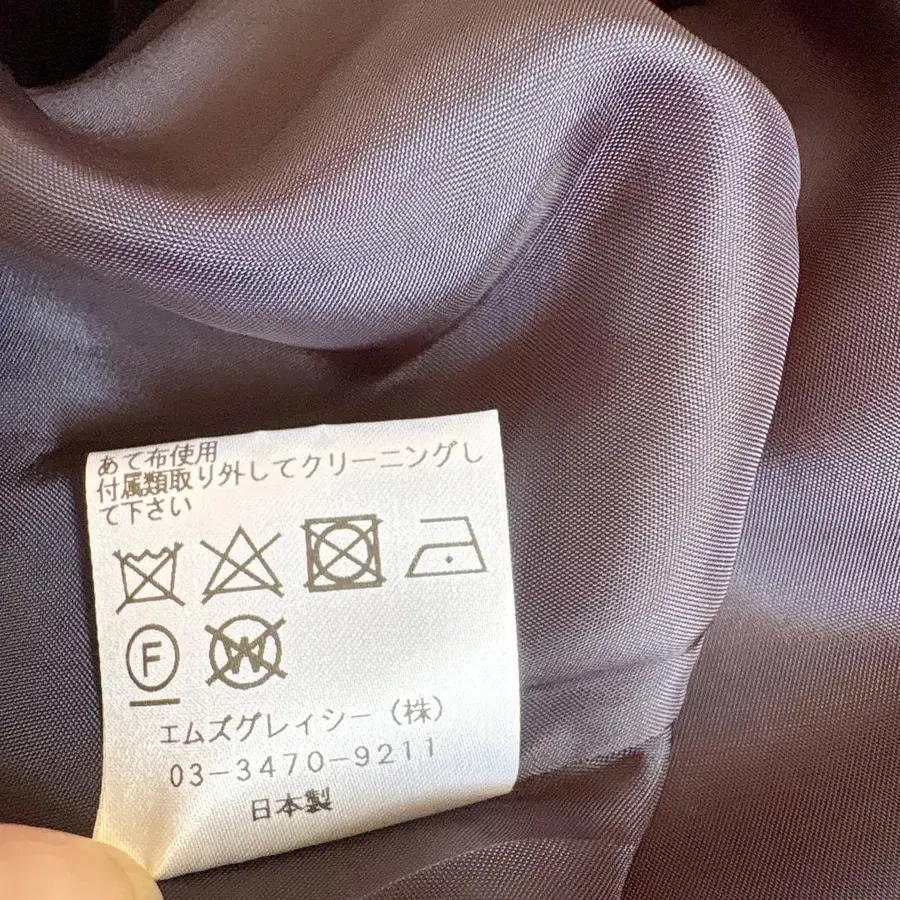 あて布使用
付属類取り外してクリーニングし
て下さい
F W
エムズグレイシー（株）
03-3470-9211
日本製